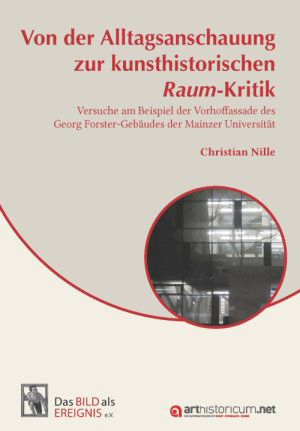 Von der Alltagsanschauung
zur kunsthistorischen
Raum-Kritik
Versuche am Beispiel der Vorhoffassade des
Georg Forster-Gebäudes der Mainzer Universität
Christian Nille
Das BILD als
EREIGNIS e.V.
arthistoricum.net